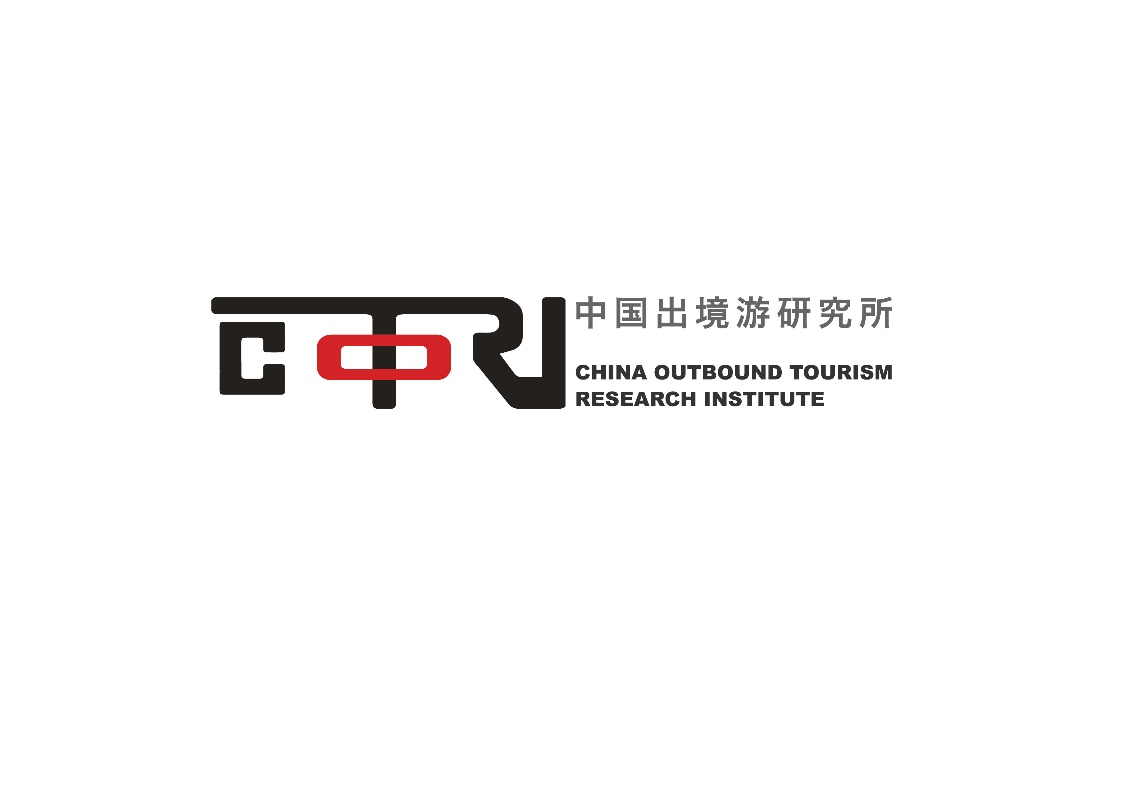 COTRI
中国出境游研究所
CHINA OUTBOUND TOURISM
RESEARCH INSTITUTE